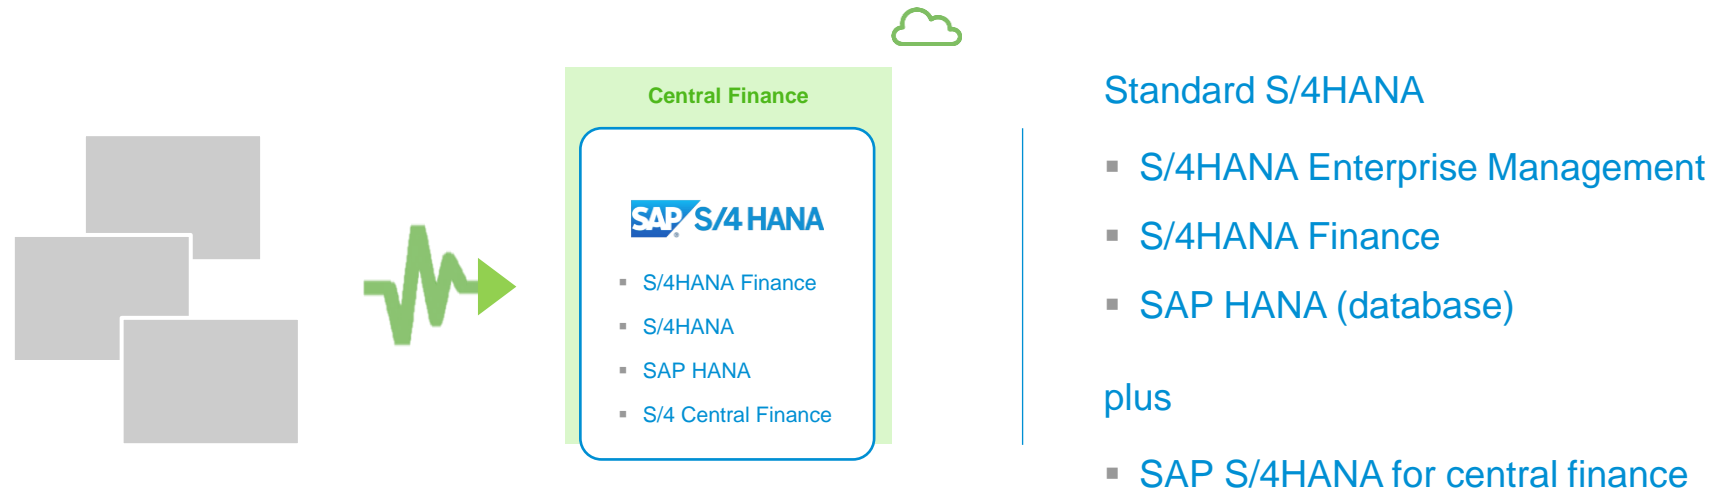 Central Finance
SAP S/4 HANA
▪ S/4HANA Finance
▪ S/4HANA
▪ SAP HANA
▪ S/4 Central Finance
Standard S/4HANA
▪ S/4HANA Enterprise Management
▪ S/4HANA Finance
▪ SAP HANA (database)
plus
▪ SAP S/4HANA for central finance